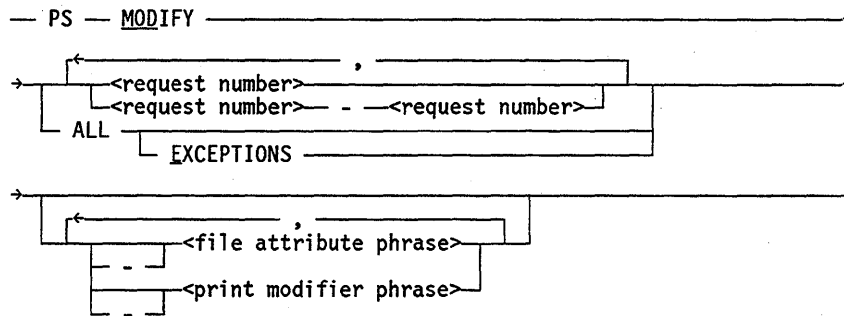 PS MODIFY
,
<request number>
<request number> - <request number>
ALL
EXCEPTIONS
,
<file attribute phrase>
-
<print modifier phrase>
-